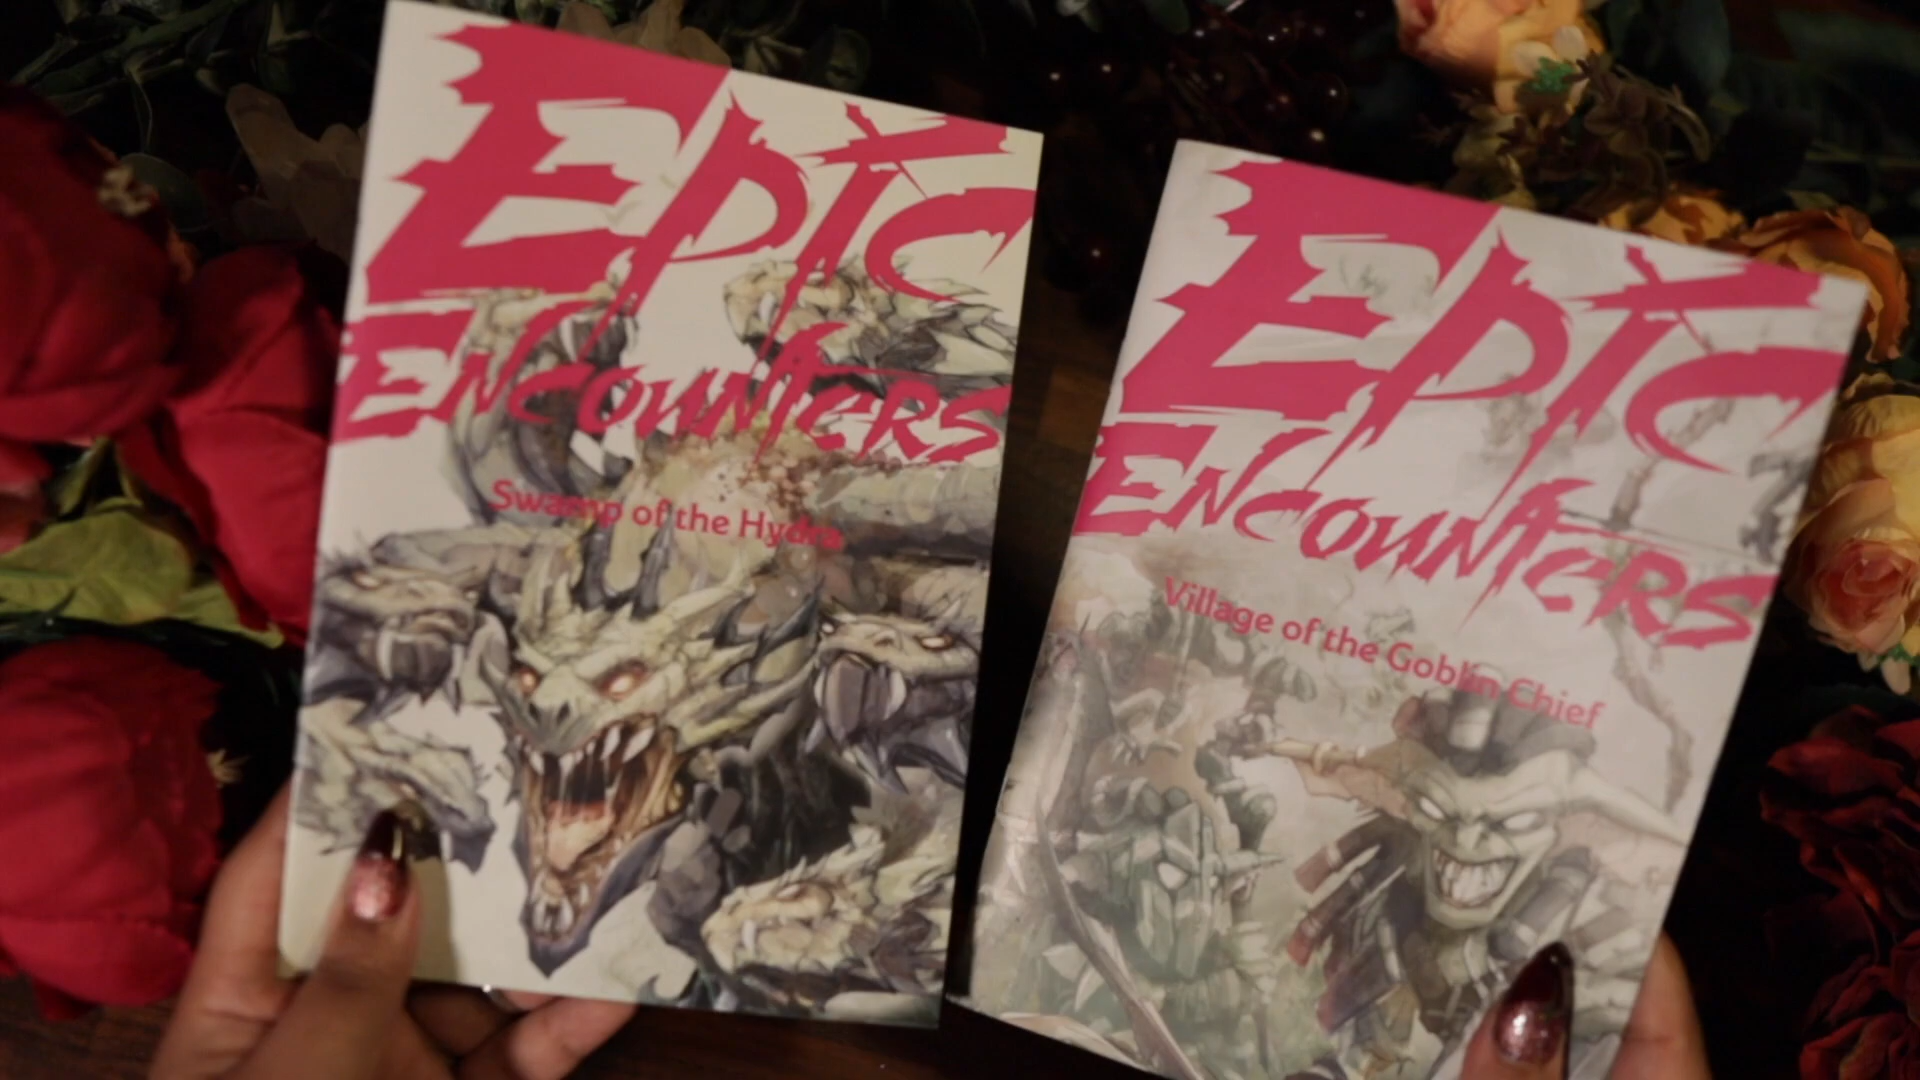 EPIC
ENCOUNTERS
Swamp of the Hydra
EPIC
ENCOUNTERS
Village of the Goblin Chief